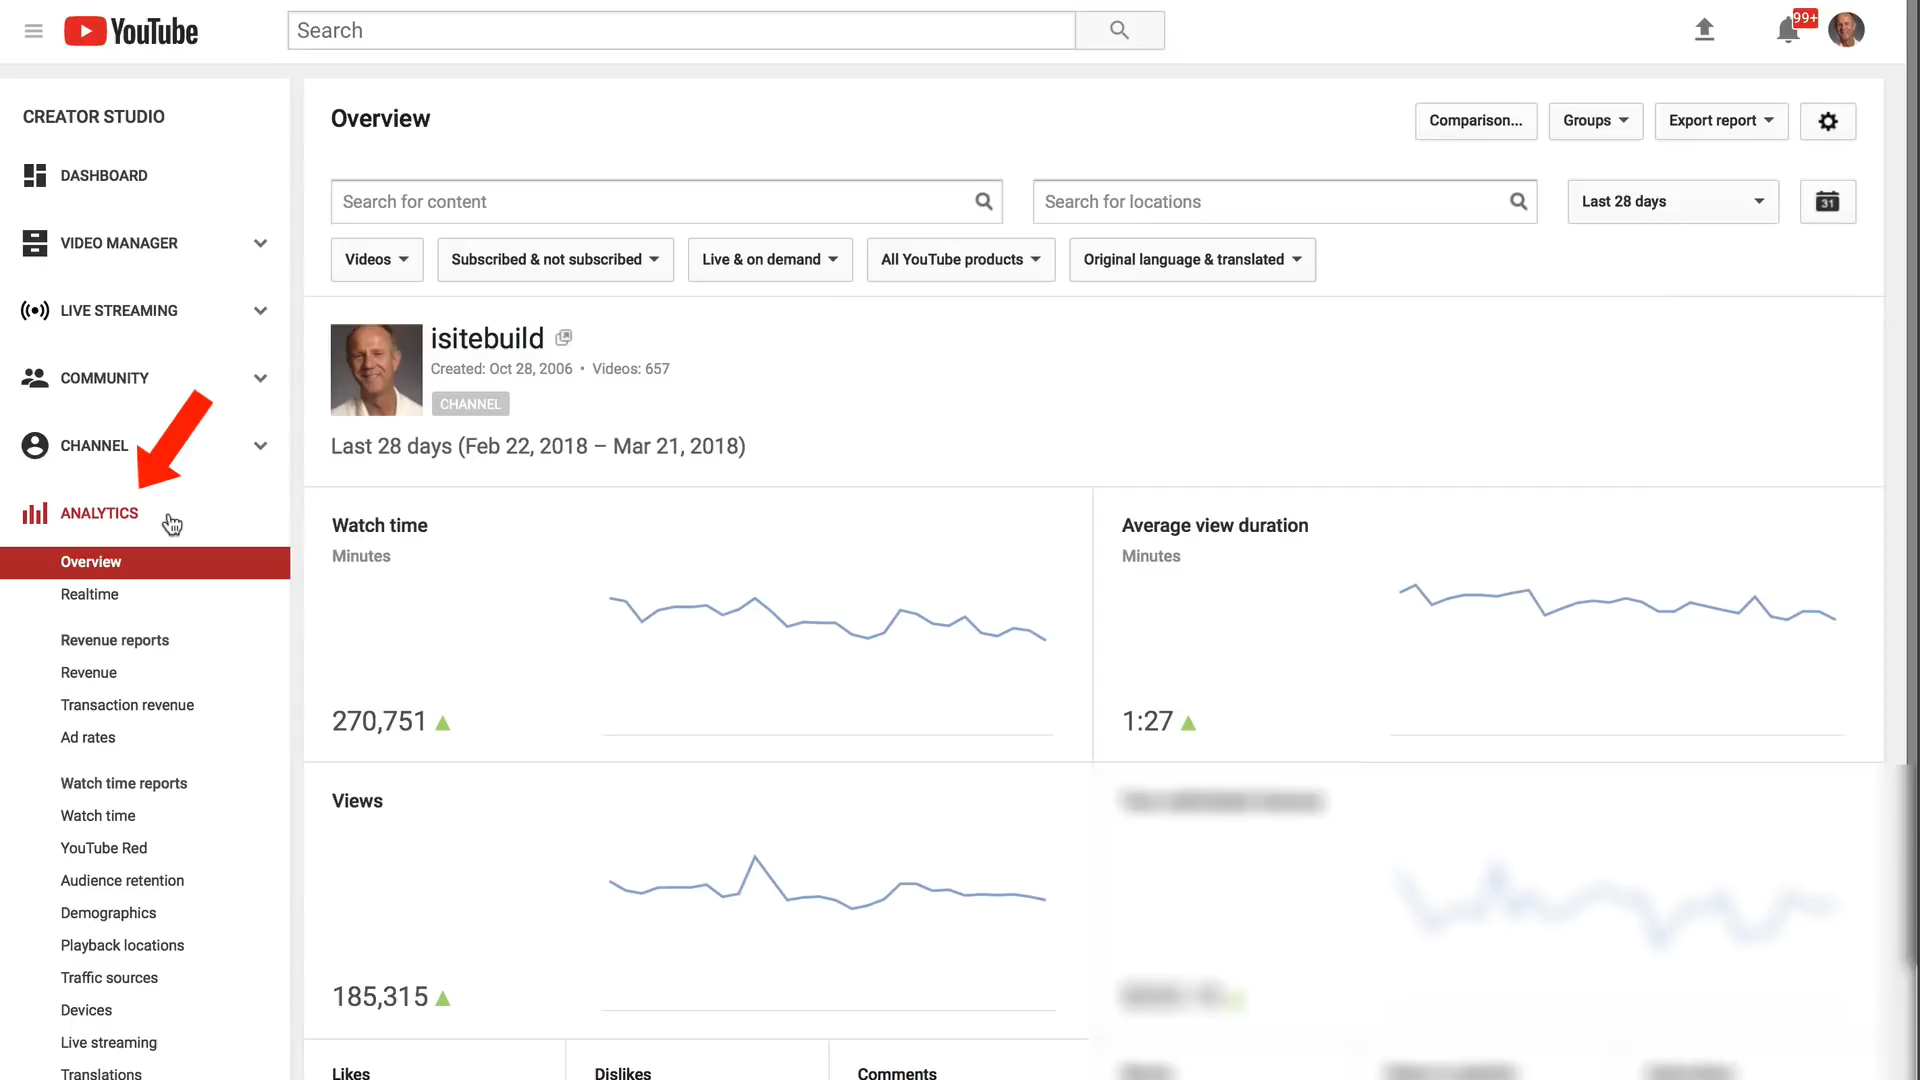 YouTube
Search
99+
CREATOR STUDIO
DASHBOARD
VIDEO MANAGER
LIVE STREAMING
COMMUNITY
CHANNEL
ANALYTICS
Overview
Realtime
Revenue reports
Revenue
Transaction revenue
Ad rates
Watch time reports
Watch time
YouTube Red
Audience retention
Demographics
Playback locations
Traffic sources
Devices
Live streaming
Translations
Overview
Comparison...
Groups
Export report
Search for content
Search for locations
Last 28 days
31
Videos
Subscribed & not subscribed
Live & on demand
All YouTube products
Original language & translated
isitebuild
Created: Oct 28, 2006 • Videos: 657
CHANNEL
Last 28 days (Feb 22, 2018 – Mar 21, 2018)
Watch time
Minutes
270,751
Average view duration
Minutes
1:27
Views
185,315
Likes
Dislikes
Comments